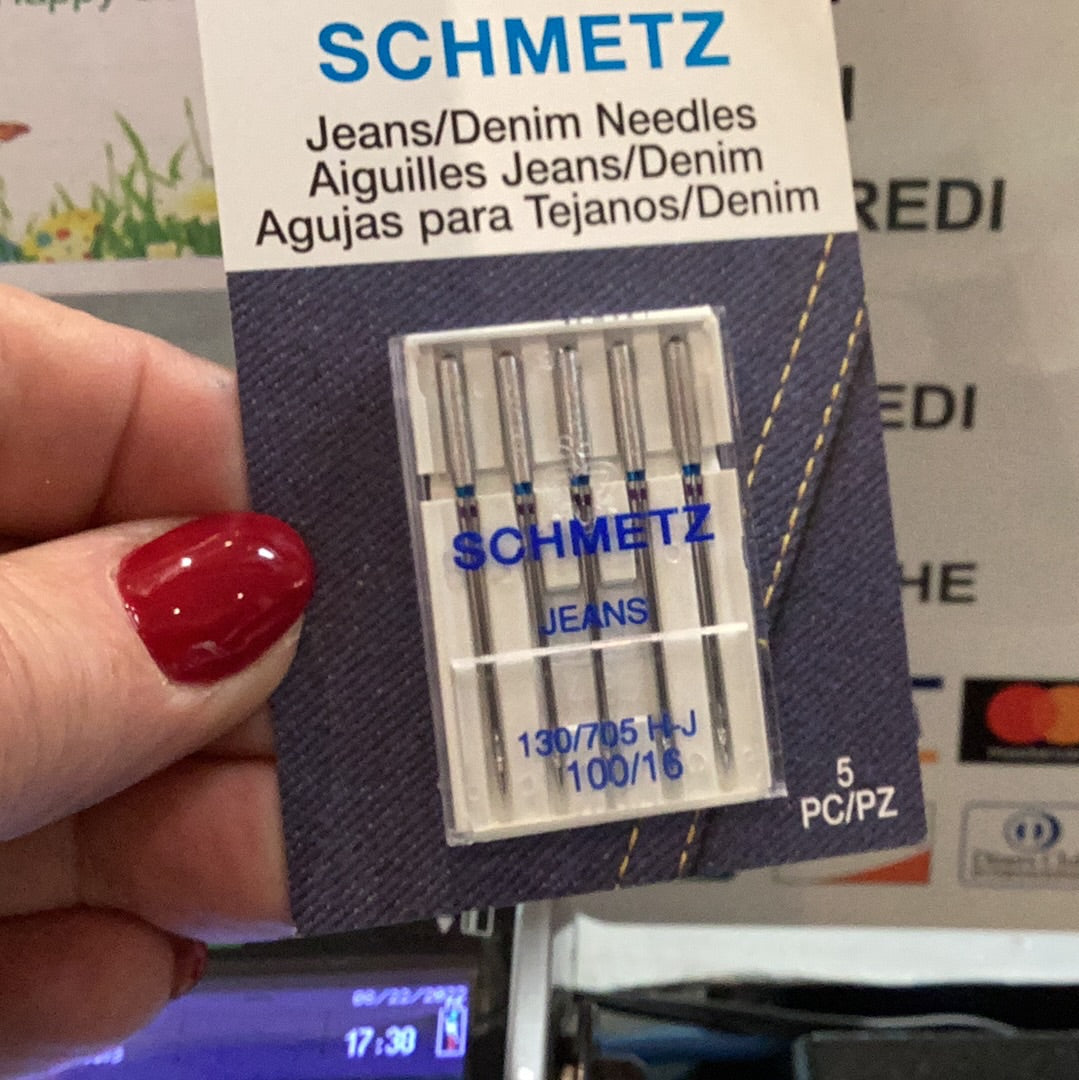 SCHMETZ
Jeans/Denim Needles
Aiguilles Jeans/Denim
Agujas para Tejanos/Denim
SCHMETZ
JEANS
130/705 H-J
100/16
5
PC/PZ
REDI
EDI
HE
17:30